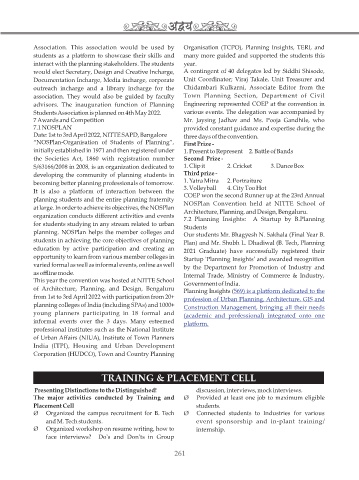 अद्वय
Association. This association would be used by
students as a platform to showcase their skills and
interact with the planning stakeholders. The students
would elect Secretary, Design and Creative Incharge,
Documentation Incharge, Media incharge, corporate
outreach incharge and a library incharge for the
association. They would also be guided by faculty
advisors. The inauguration function of Planning
Students Association is planned on 4th May 2022.
7 Awards and Competition
7.1 NOSPLAN
Date: 1st to 3rd April 2022, NITTE SAPD, Bangalore
"NOSPlan-Organisation of Students of Planning",
initially established in 1971 and then registered under
the Societies Act, 1860 with registration number
S/63166/2008 in 2008, is an organization dedicated to
developing the community of planning students in
becoming better planning professionals of tomorrow.
It is also a platform of interaction between the
planning students and the entire planning fraternity
at large. In order to achieve its objectives, the NOSPlan
organization conducts different activities and events
for students studying in any stream related to urban
planning. NOSPlan helps the member colleges and
students in achieving the core objectives of planning
education by active participation and creating an
opportunity to learn from various member colleges in
varied formal as well as informal events, online as well
as offline mode.
This year the convention was hosted at NITTE School
of Architecture, Planning, and Design, Bengaluru
from 1st to 3rd April 2022 with participation from 20+
planning colleges of India (including SPAs) and 1000+
young planners participating in 18 formal and
informal events over the 3 days. Many esteemed
professional institutes such as the National Institute
of Urban Affairs (NIUA), Institute of Town Planners
India (ITPI), Housing and Urban Development
Corporation (HUDCO), Town and Country Planning
Organisation (TCPO), Planning Insights, TERI, and
many more guided and supported the students this
year.
A contingent of 40 delegates led by Siddhi Shisode,
Unit Coordinator; Viraj Takale, Unit Treasurer and
Chidambari Kulkarni, Associate Editor from the
Town Planning Section, Department of Civil
Engineering represented COEP at the convention in
various events. The delegation was accompanied by
Mr. Jaysing Jadhav and Ms. Pooja Gandhle, who
provided constant guidance and expertise during the
three days of the convention.
First Prize -
1. Present to Represent 2. Battle of Bands
Second Prize -
1. Clip it 2. Cricket 3. Dance Box
Third prize -
1. Yatra Mitra 2. Portraiture
3. Volleyball 4. City Too Hot
COEP won the second Runner up at the 23rd Annual
NOSPlan Convention held at NITTE School of
Architecture, Planning, and Design, Bengaluru.
7.2 Planning Insights: A Startup by B.Planning
Students
Our students Mr. Bhagyesh N. Sakhala (Final Year B.
Plan) and Mr. Shobh L. Dhadiwal (B. Tech, Planning
2021 Graduate) have successfully registered their
Startup 'Planning Insights' and awarded recognition
by the Department for Promotion of Industry and
Internal Trade, Ministry of Commerce & Industry,
Government of India.
Planning Insights (569) is a platform dedicated to the
profession of Urban Planning, Architecture, GIS and
Construction Management, bringing all their needs
(academic and professional) integrated onto one
platform.
TRAINING & PLACEMENT CELL
Presenting Distinctions to the Distinguished!
The major activities conducted by Training and
Placement Cell
Ø Organized the campus recruitment for B. Tech
and M. Tech students.
Ø Organized workshop on resume writing, how to
face interviews? Do's and Don'ts in Group
discussion, interviews, mock interviews.
Ø Provided at least one job to maximum eligible
students.
Ø Connected students to Industries for various
event sponsorship and in-plant training/
internship.
261